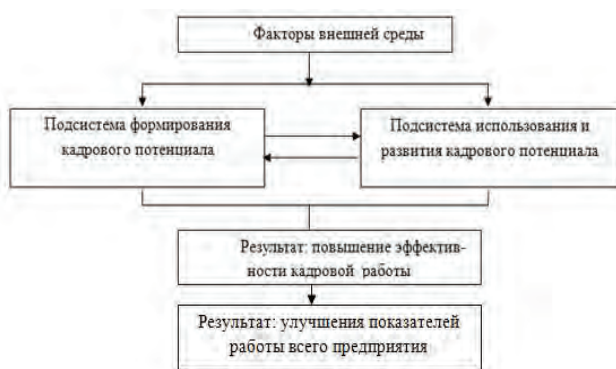 Факторы внешней среды
Подсистема формирования
кадрового потенциала
Подсистема использования и
развития кадрового потенциала
Результат: повышение эффектив-
ности кадровой работы
Результат: улучшения показателей
работы всего предприятия